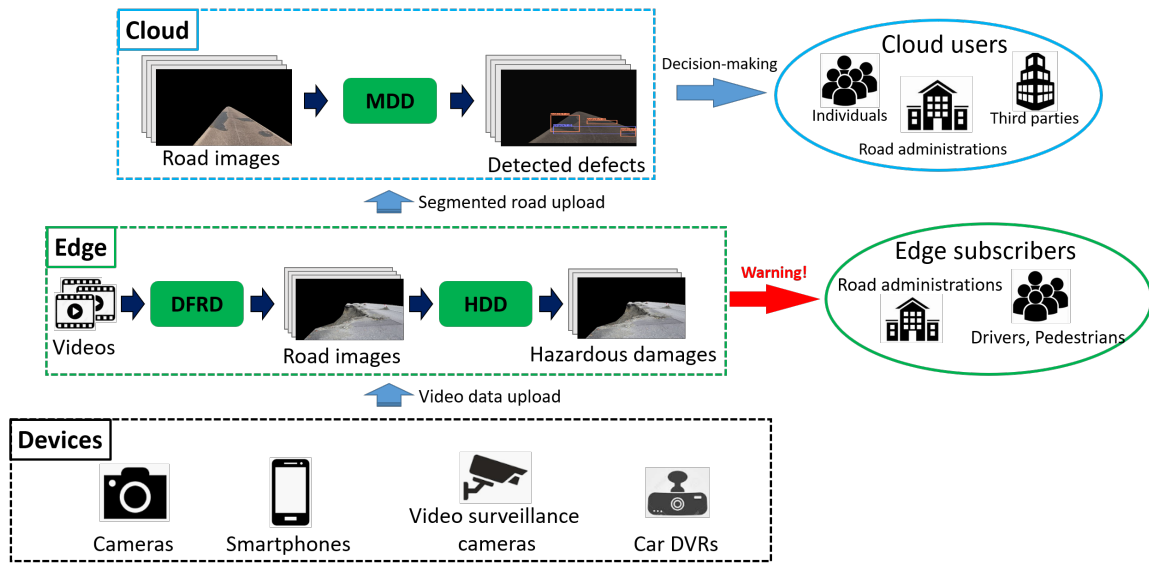 Cloud
MDD
Road images
Detected defects
Decision-making
Cloud users
Individuals
Third parties
Road administrations
Segmented road upload
Edge
Videos
DFRD
Road images
HDD
Hazardous damages
Warning!
Edge subscribers
Road administrations
Drivers, Pedestrians
Video data upload
Devices
Cameras
Smartphones
Video surveillance
cameras
Car DVRs